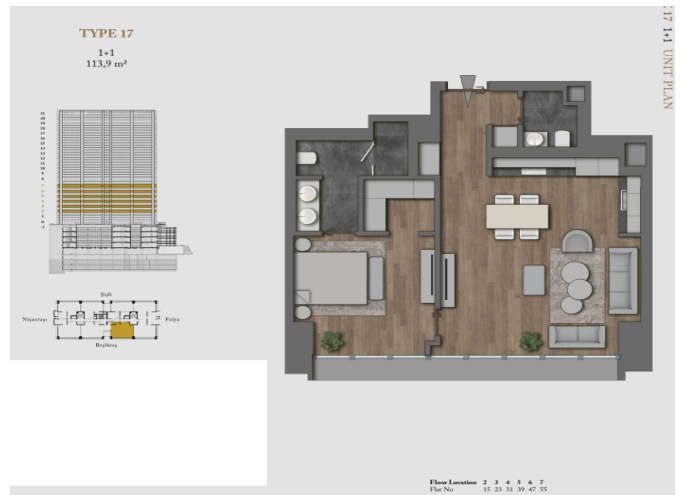 TYPE 17
1+1
113,9 m²
17 1+1 UNIT PLAN
Şişli
Nişantaşı
Fulya
Beşiktaş
Floor Location 2 3 4 5 6 7
Flat No 15 23 31 39 47 55